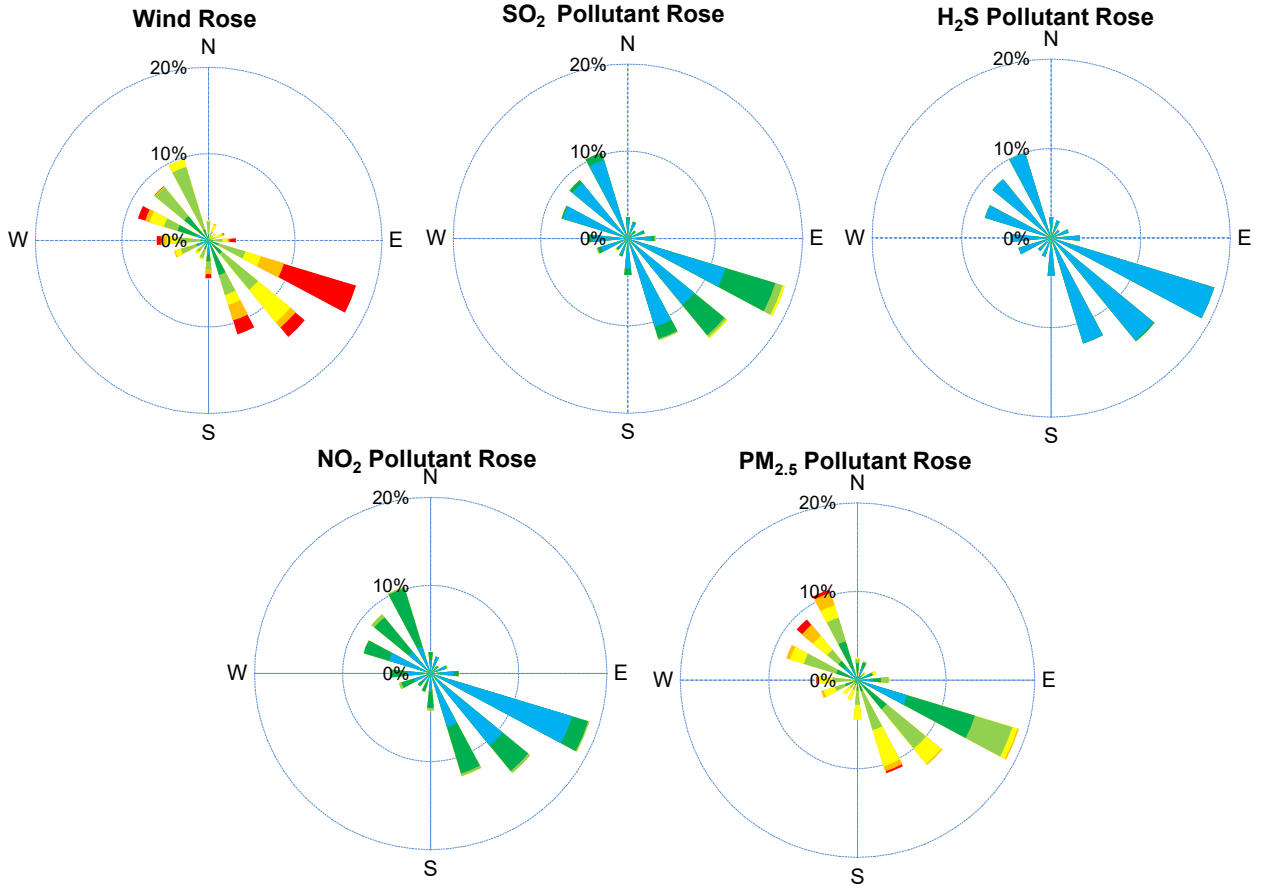 Wind Rose
N
20%
10%
W
0%
E
S
SO₂ Pollutant Rose
N
20%
10%
W
0%
E
S
H₂S Pollutant Rose
N
20%
10%
W
0%
E
S
NO₂ Pollutant Rose
N
20%
10%
W
0%
E
S
PM₂.₅ Pollutant Rose
N
20%
10%
W
0%
E
S